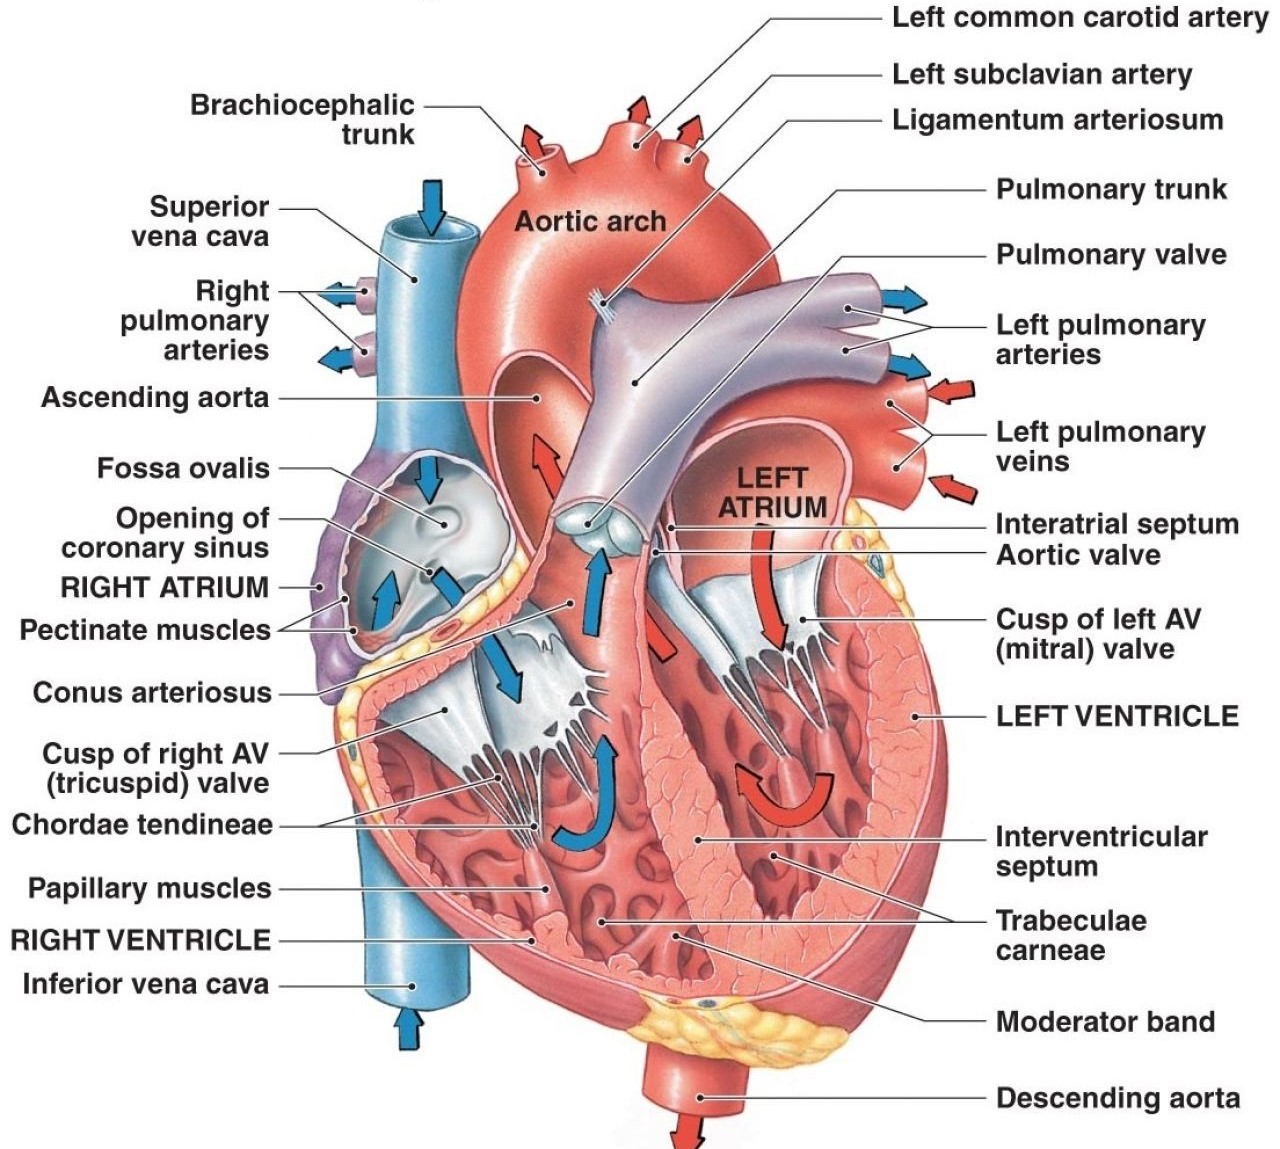 Left common carotid artery
Left subclavian artery
Ligamentum arteriosum
Brachiocephalic
trunk
Pulmonary trunk
Superior
vena cava
Aortic arch
Pulmonary valve
Right
pulmonary
arteries
Left pulmonary
arteries
Ascending aorta
Left pulmonary
veins
Fossa ovalis
LEFT
ATRIUM
Opening of
coronary sinus
Interatrial septum
Aortic valve
RIGHT ATRIUM
Pectinate muscles
Cusp of left AV
(mitral) valve
Conus arteriosus
LEFT VENTRICLE
Cusp of right AV
(tricuspid) valve
Chordae tendineae
Interventricular
septum
Papillary muscles
Trabeculae
carneae
RIGHT VENTRICLE
Inferior vena cava
Moderator band
Descending aorta